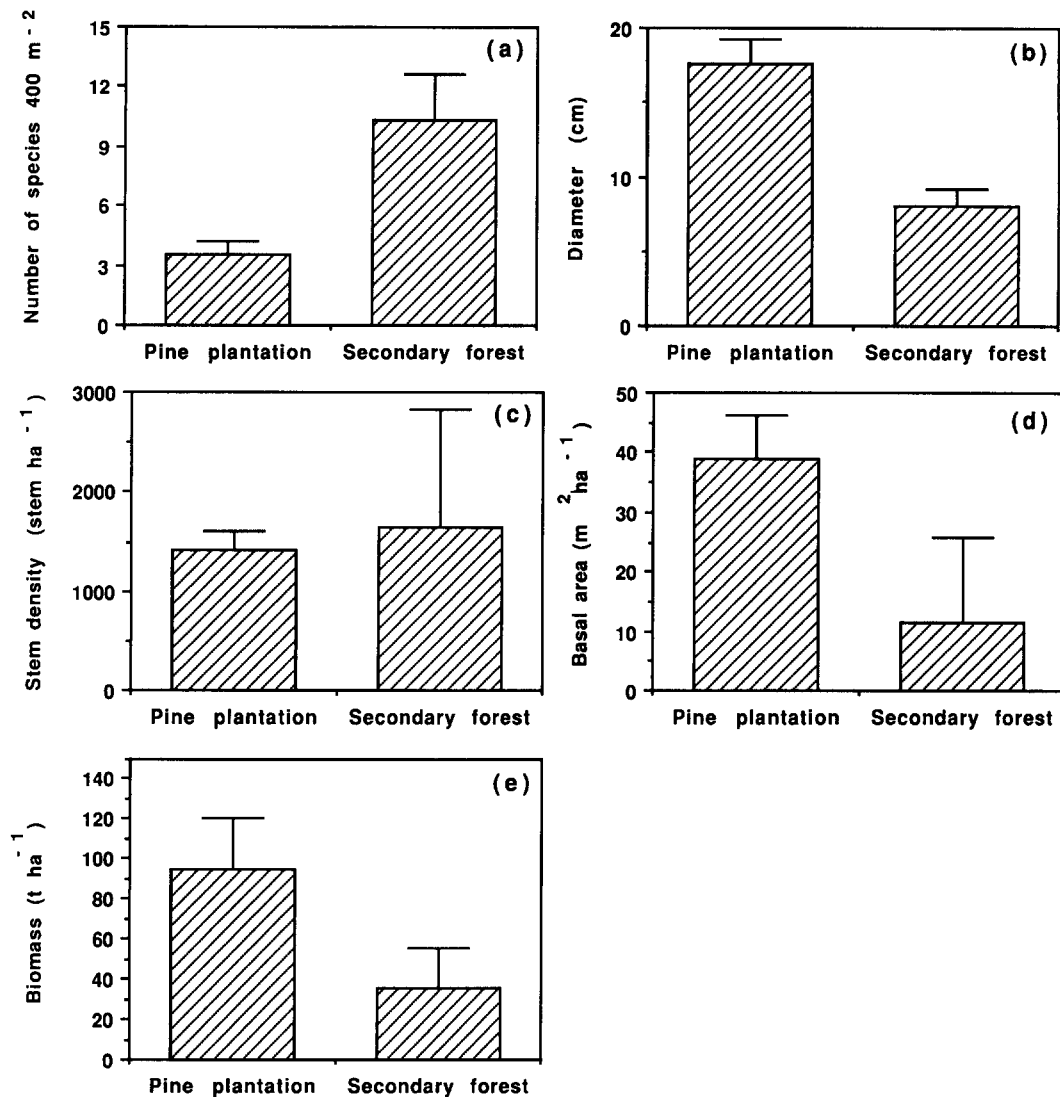 (a)
Number of species 400 m -2
15
12
9
6
3
0
Pine plantation Secondary forest
(b)
Diameter (cm)
20
10
0
Pine plantation Secondary forest
(c)
Stem density (stem ha -1)
3000
2000
1000
0
Pine plantation Secondary forest
(d)
Basal area (m 2 ha -1)
50
40
30
20
10
0
Pine plantation Secondary forest
(e)
Biomass (t ha -1)
140
120
100
80
60
40
20
0
Pine plantation Secondary forest